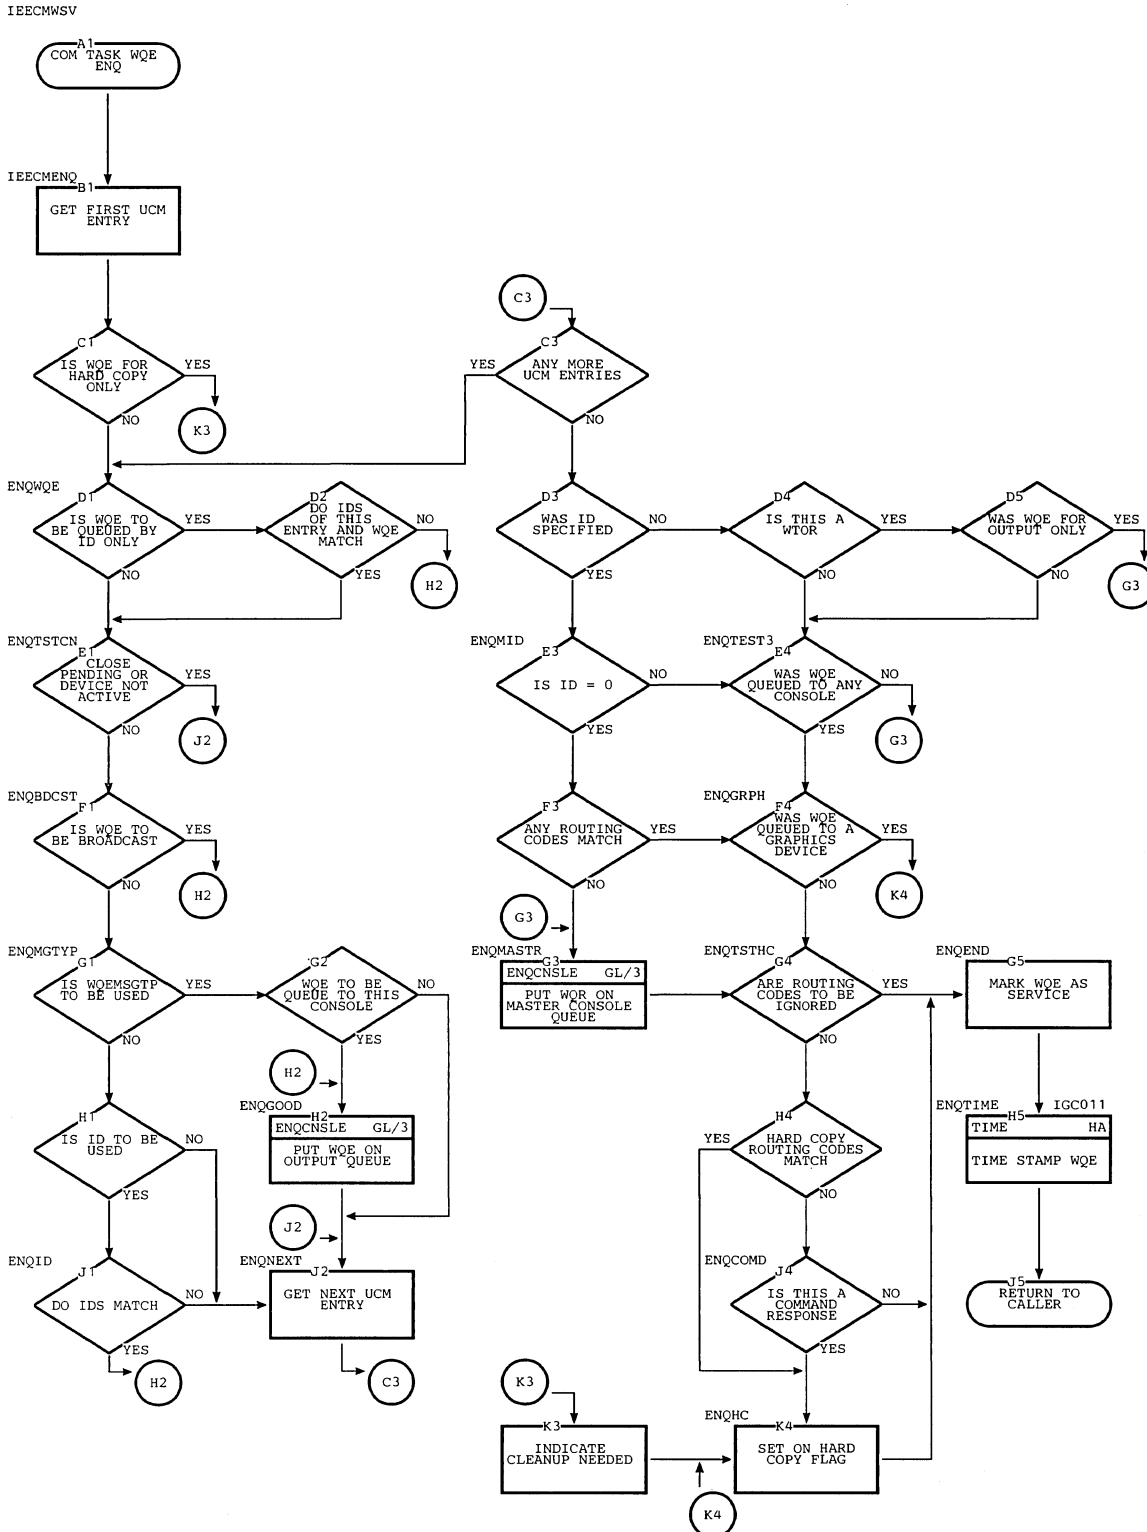 IEECMWSV
A1
COM TASK WQE
ENQ
IEECMENQ
B1
GET FIRST UCM
ENTRY
C3
C1
IS WQE FOR
HARD COPY
ONLY
YES
NO
K3
C3
ANY MORE
UCM ENTRIES
YES
NO
ENQWQE
D1
IS WQE TO
BE QUEUED BY
ID ONLY
YES
NO
D2
DO IDS
OF THIS
ENTRY AND WQE
MATCH
NO
YES
H2
D3
WAS ID
SPECIFIED
NO
YES
D4
IS THIS A
WTOR
YES
NO
D5
WAS WQE FOR
OUTPUT ONLY
YES
NO
G3
ENQTSTCN
E1
CLOSE
PENDING OR
DEVICE NOT
ACTIVE
YES
NO
J2
ENQMID
E3
IS ID = 0
NO
YES
ENQTEST3
E4
WAS WQE
QUEUED TO ANY
CONSOLE
NO
YES
G3
ENQBDCST
F1
IS WQE TO
BE BROADCAST
YES
NO
H2
F3
ANY ROUTING
CODES MATCH
YES
NO
ENQGRPH
F4
WAS WQE
QUEUED TO A
GRAPHICS
DEVICE
YES
NO
K4
G3
ENQMGTYP
G1
IS WQEMSGTP
TO BE USED
YES
NO
G2
WQE TO BE
QUEUE TO THIS
CONSOLE
NO
YES
ENQMASTR
G3
ENQCNSLE GL/3
PUT WQR ON
MASTER CONSOLE
QUEUE
ENQTSTHC
G4
ARE ROUTING
CODES TO BE
IGNORED
YES
NO
ENQEND
G5
MARK WQE AS
SERVICE
H2
H1
IS ID TO BE
USED
NO
YES
ENQGOOD
H2
ENQCNSLE GL/3
PUT WQE ON
OUTPUT QUEUE
H4
HARD COPY
ROUTING CODES
MATCH
YES
NO
ENQTIME
H5
IGC011
TIME HA
TIME STAMP WQE
J2
ENQID
J1
DO IDS MATCH
NO
YES
H2
ENQNEXT
J2
GET NEXT UCM
ENTRY
C3
ENQCOMD
J4
IS THIS A
COMMAND
RESPONSE
NO
YES
J5
RETURN TO
CALLER
K3
K3
INDICATE
CLEANUP NEEDED
ENQHC
K4
SET ON HARD
COPY FLAG
K4